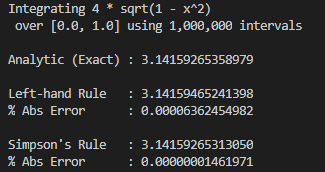 Integrating 4 * sqrt(1 - x^2)
over [0.0, 1.0] using 1,000,000 intervals
Analytic (Exact) : 3.14159265358979
Left-hand Rule : 3.14159465241398
% Abs Error : 0.00006362454982
Simpson's Rule : 3.14159265313050
% Abs Error : 0.00000001461971